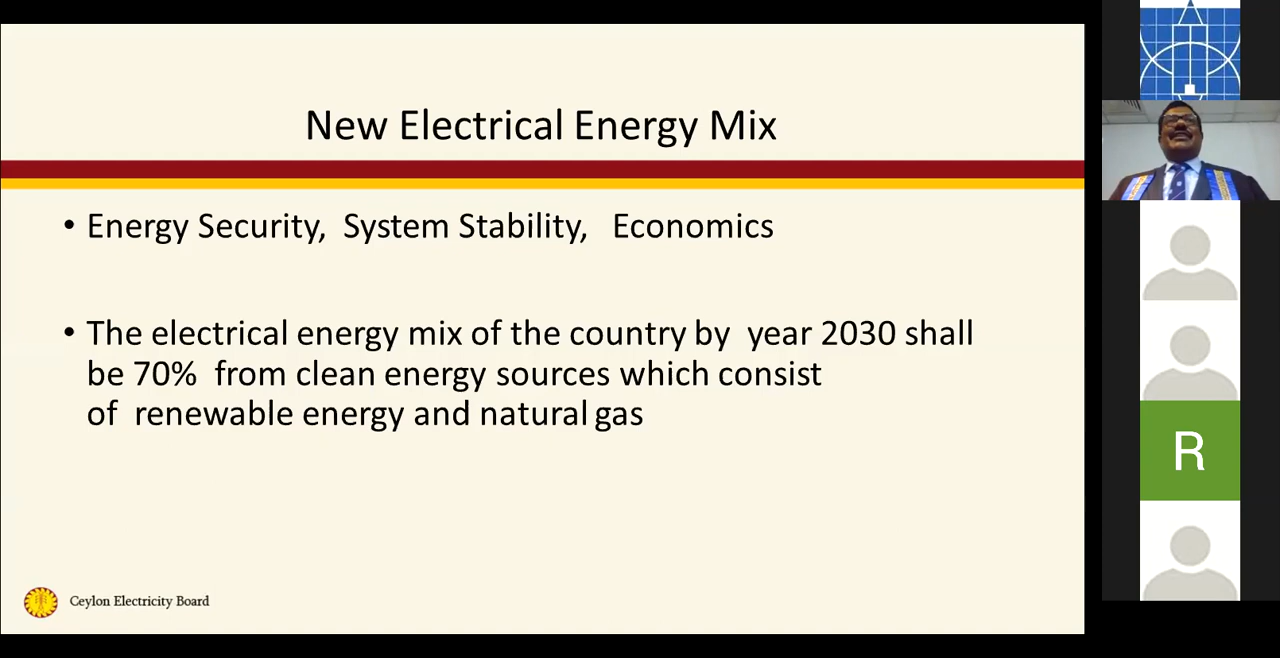 New Electrical Energy Mix
• Energy Security, System Stability, Economics
• The electrical energy mix of the country by year 2030 shall
be 70% from clean energy sources which consist
of renewable energy and natural gas
Ceylon Electricity Board
R